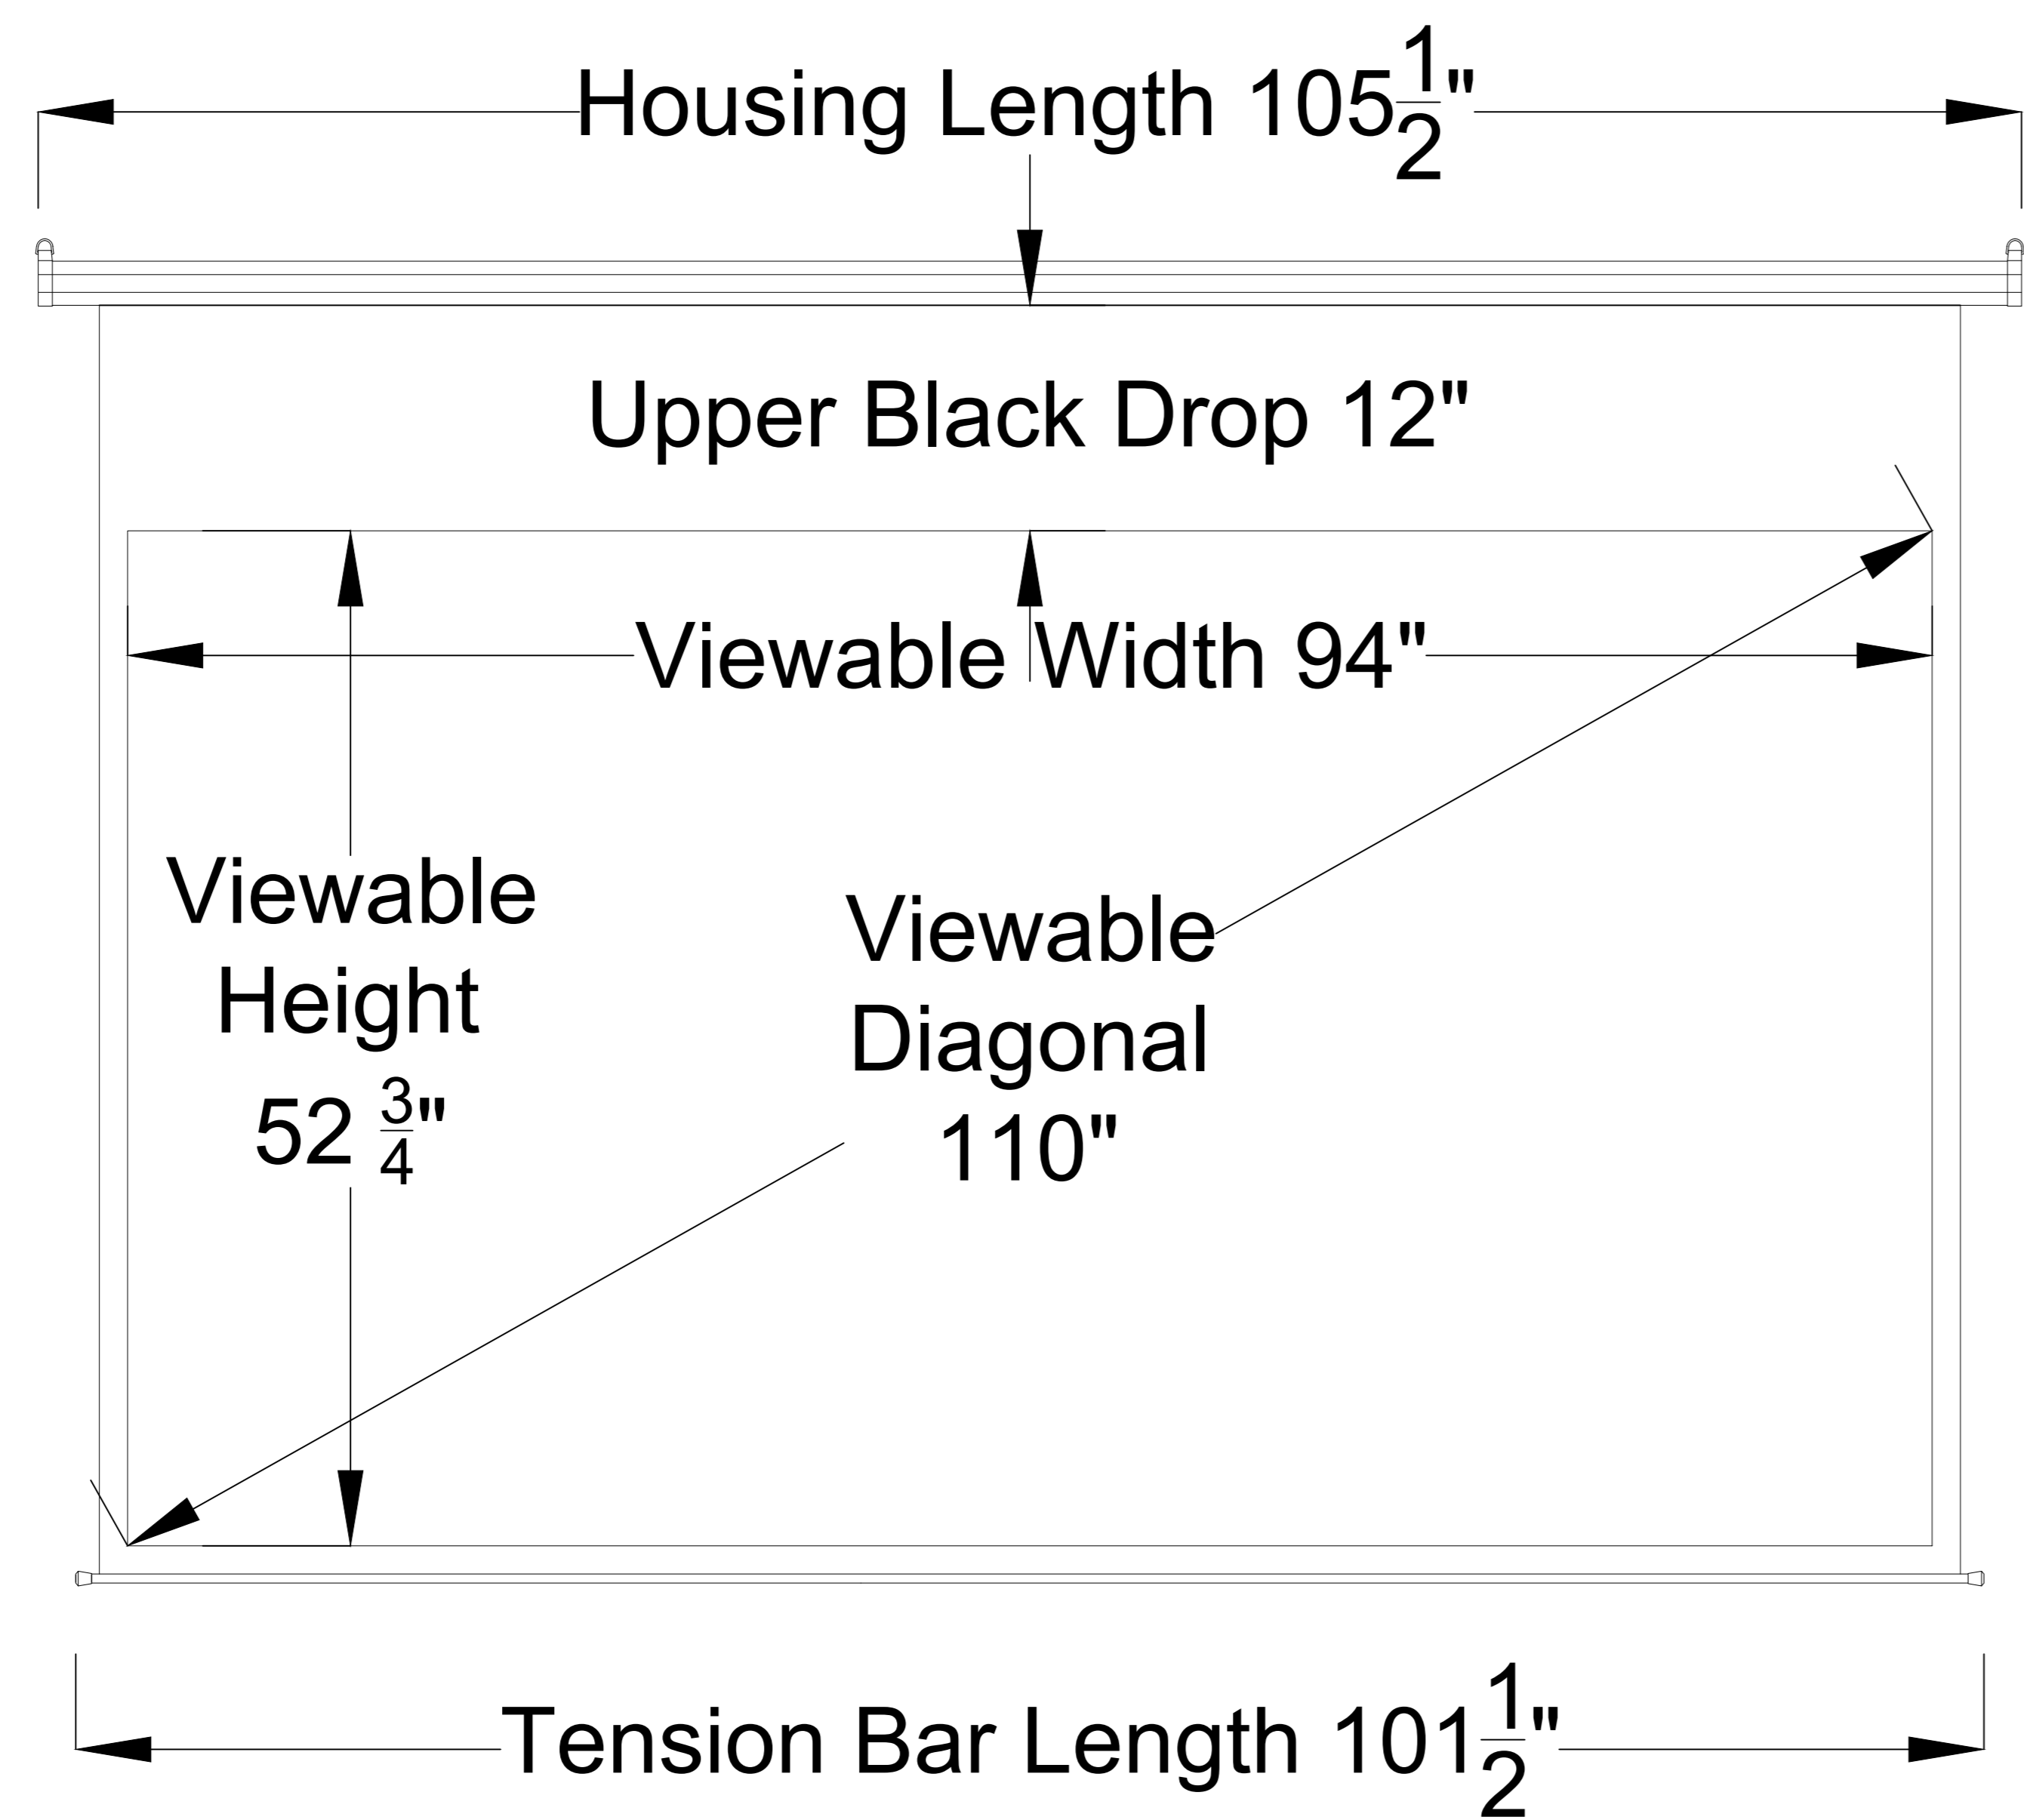 Housing Length 105 1/2"
Upper Black Drop 12"
Viewable Width 94"
Viewable
Height
52 3/4"
Viewable
Diagonal
110"
Tension Bar Length 101 1/2"